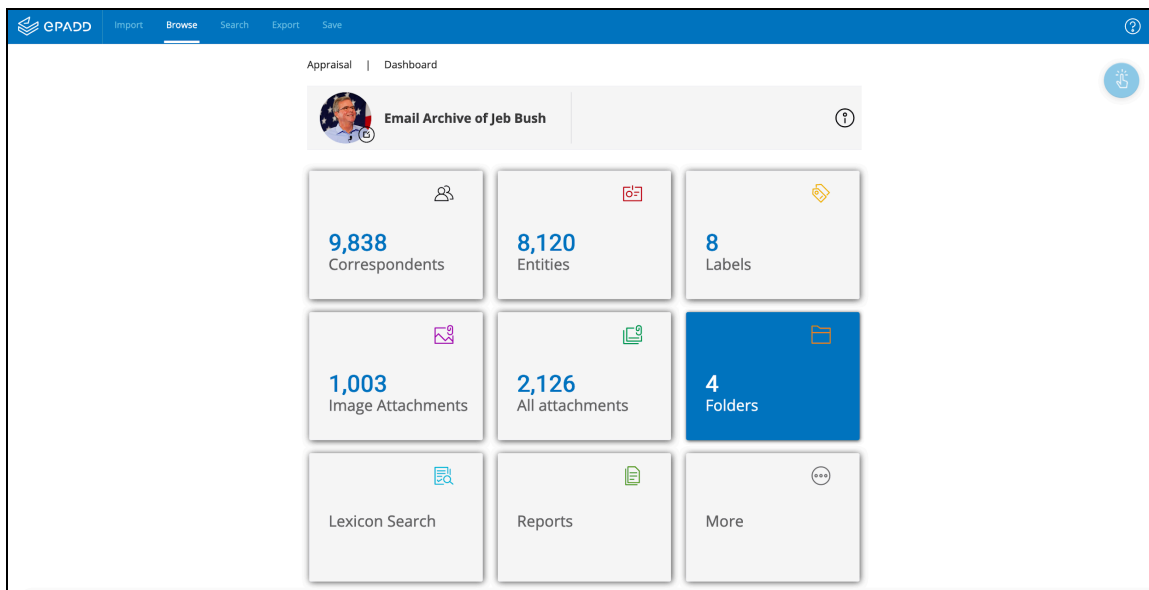 ePADD Import Browse Search Export Save
Appraisal | Dashboard
Email Archive of Jeb Bush
9,838
Correspondents
8,120
Entities
8
Labels
1,003
Image Attachments
2,126
All attachments
4
Folders
Lexicon Search
Reports
More